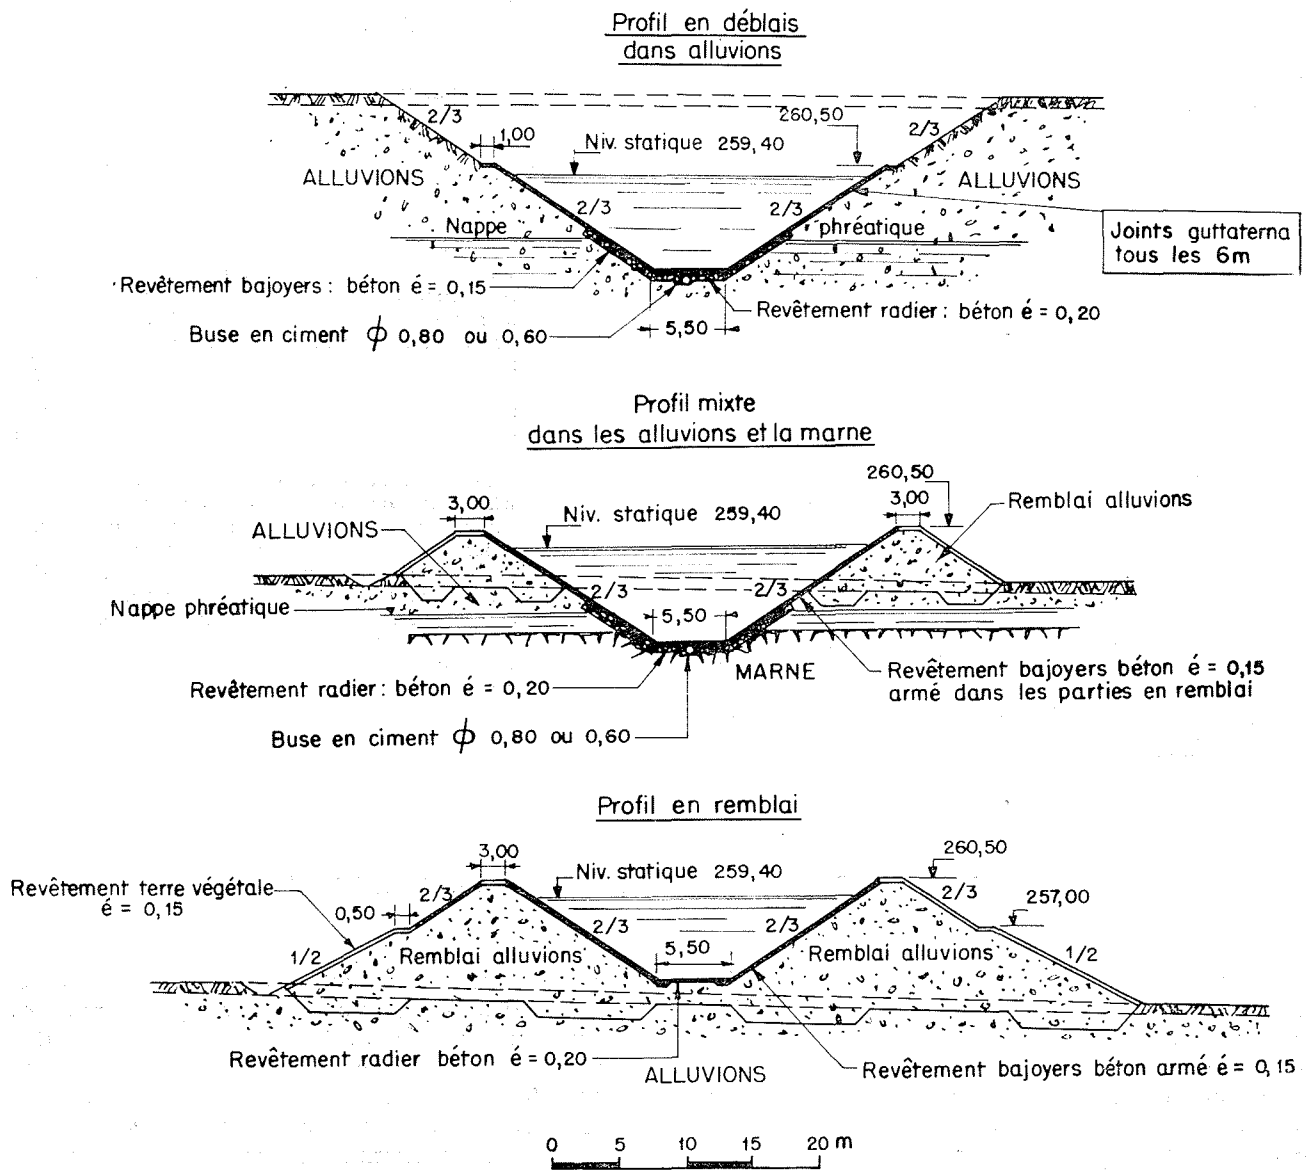 Profil en déblais
dans alluvions
2/3
1,00
Niv. statique 259,40
260,50
2/3
ALLUVIONS
ALLUVIONS
2/3
2/3
Nappe
phréatique
Joints guttaterna
tous les 6m
Revêtement bajoyers : béton é = 0,15
Revêtement radier : béton é = 0,20
Buse en ciment ϕ 0,80 ou 0,60
5,50
Profil mixte
dans les alluvions et la marne
3,00
260,50
3,00
Remblai alluvions
ALLUVIONS
Niv. statique 259,40
2/3
2/3
Nappe phréatique
5,50
MARNE
Revêtement bajoyers béton é = 0,15
armé dans les parties en remblai
Revêtement radier : béton é = 0,20
Buse en ciment ϕ 0,80 ou 0,60
Profil en remblai
3,00
Niv. statique 259,40
260,50
Revêtement terre végétale
é = 0,15
2/3
2/3
0,50
257,00
2/3
2/3
1/2
Remblai alluvions
5,50
Remblai alluvions
1/2
Revêtement radier béton é = 0,20
ALLUVIONS
Revêtement bajoyers béton armé é = 0,15
0 5 10 15 20 m